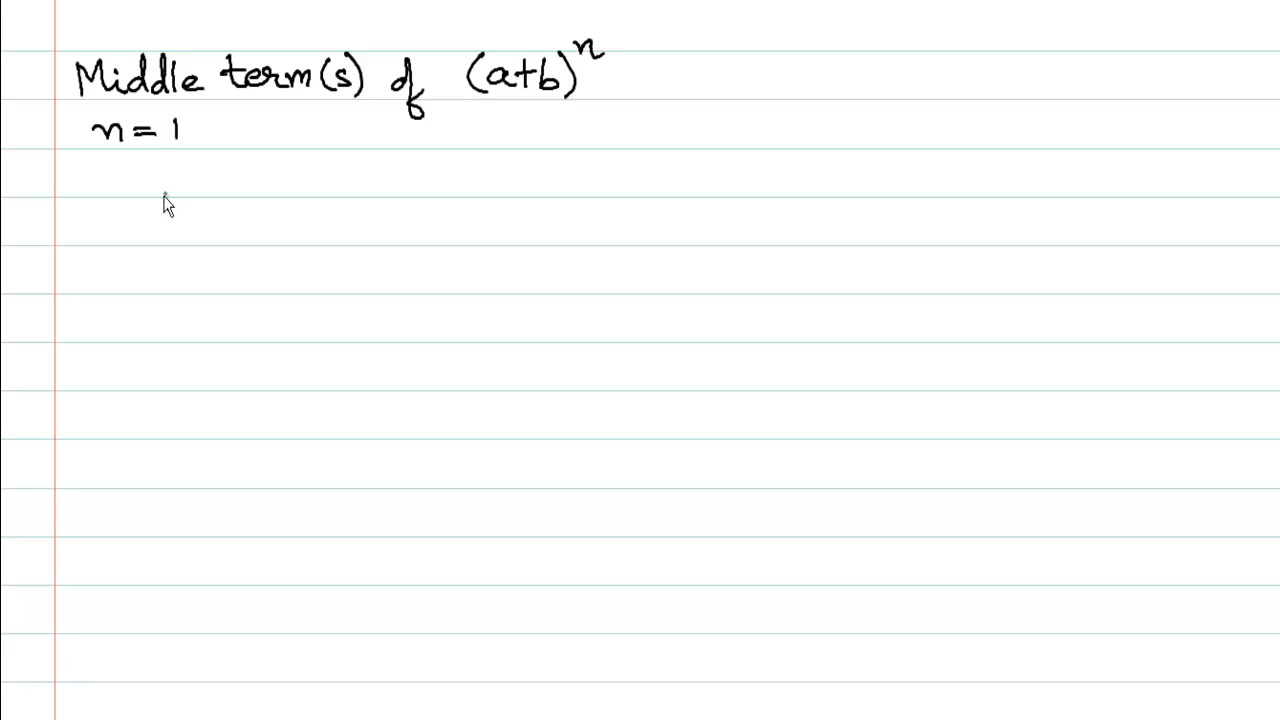 Middle term(s) of (a+b)^n
n = 1